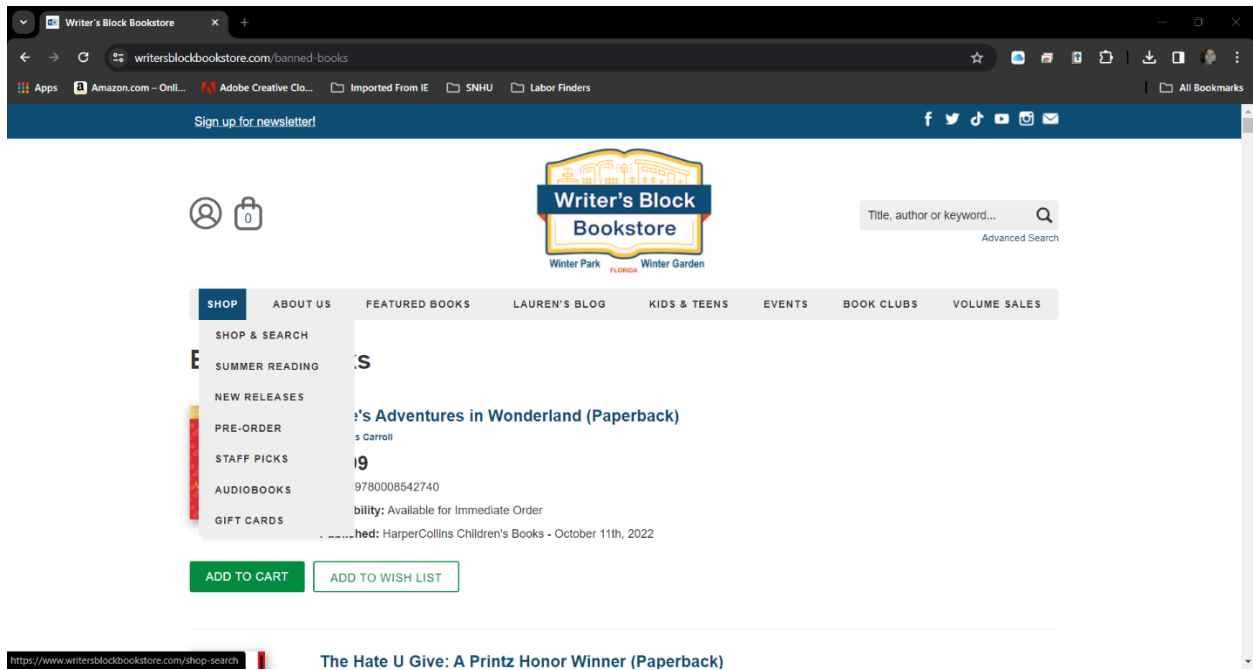 Writer's Block Bookstore
writersblockbookstore.com/banned-books
Apps Amazon.com – Onli... Adobe Creative Clo... Imported From IE SNHU Labor Finders All Bookmarks
Sign up for newsletter!
0
Writer's Block
Bookstore
Winter Park FLORIDA Winter Garden
Title, author or keyword...
Advanced Search
SHOP ABOUT US FEATURED BOOKS LAUREN'S BLOG KIDS & TEENS EVENTS BOOK CLUBS VOLUME SALES
SHOP & SEARCH
SUMMER READING
NEW RELEASES
PRE-ORDER
STAFF PICKS
AUDIOBOOKS
GIFT CARDS
's Adventures in Wonderland (Paperback)
Carroll
9780008542740
Available for Immediate Order
HarperCollins Children's Books - October 11th, 2022
ADD TO CART ADD TO WISH LIST
The Hate U Give: A Printz Honor Winner (Paperback)
https://www.writersblockbookstore.com/shop-search